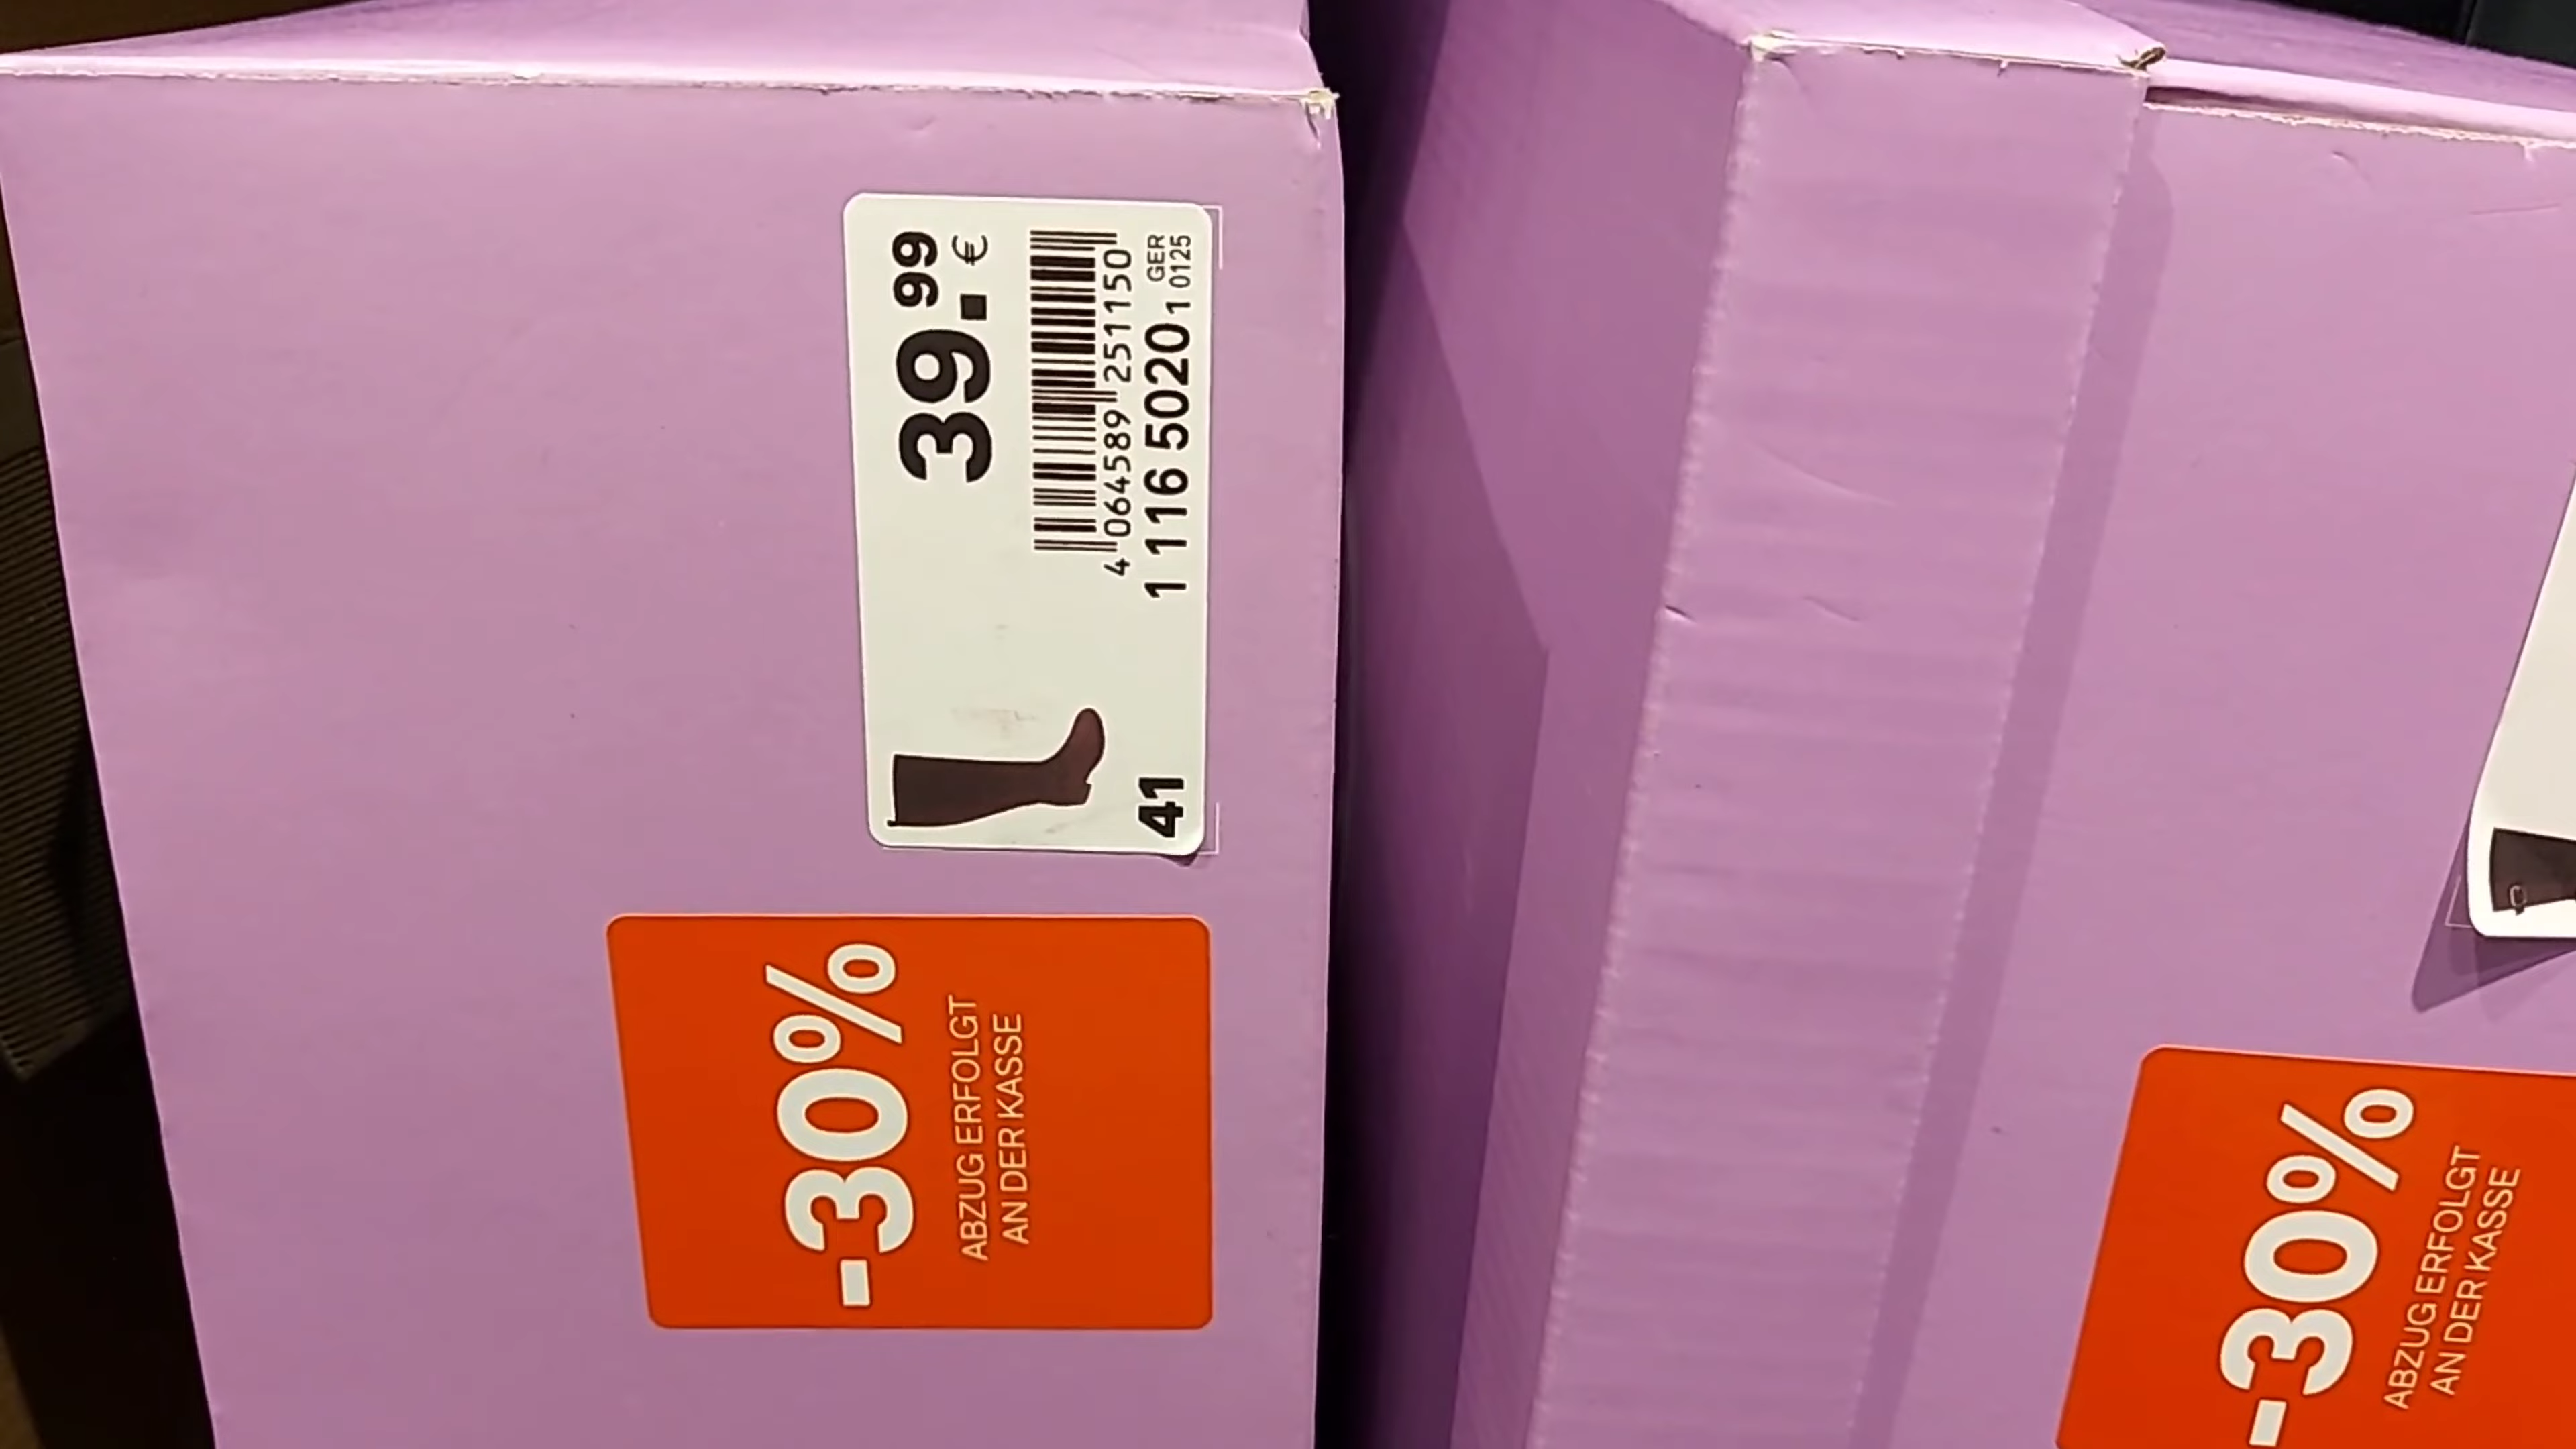 39.99 €
4 064589 251150
1 116 5020 1 GER 0125
41
-30%
ABZUG ERFOLGT
AN DER KASSE
-30%
ABZUG ERFOLGT
AN DER KASSE